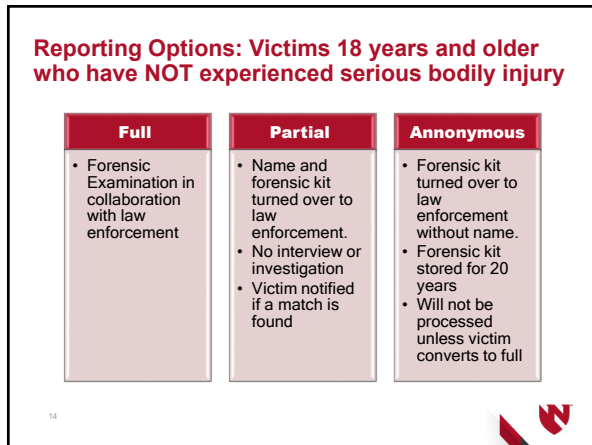 Reporting Options: Victims 18 years and older
who have NOT experienced serious bodily injury
Full
• Forensic
Examination in
collaboration
with law
enforcement
Partial
• Name and
forensic kit
turned over to
law
enforcement.
• No interview or
investigation
• Victim notified
if a match is
found
Annonymous
• Forensic kit
turned over to
law
enforcement
without name.
• Forensic kit
stored for 20
years
• Will not be
processed
unless victim
converts to full
14
N